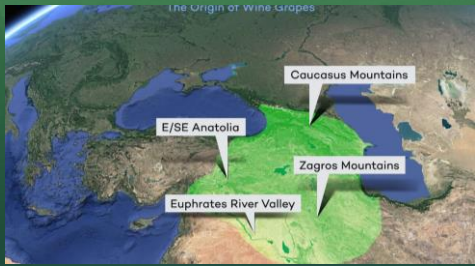 The Origin of Wine Grapes
Caucasus Mountains
E/SE Anatolia
Zagros Mountains
Euphrates River Valley